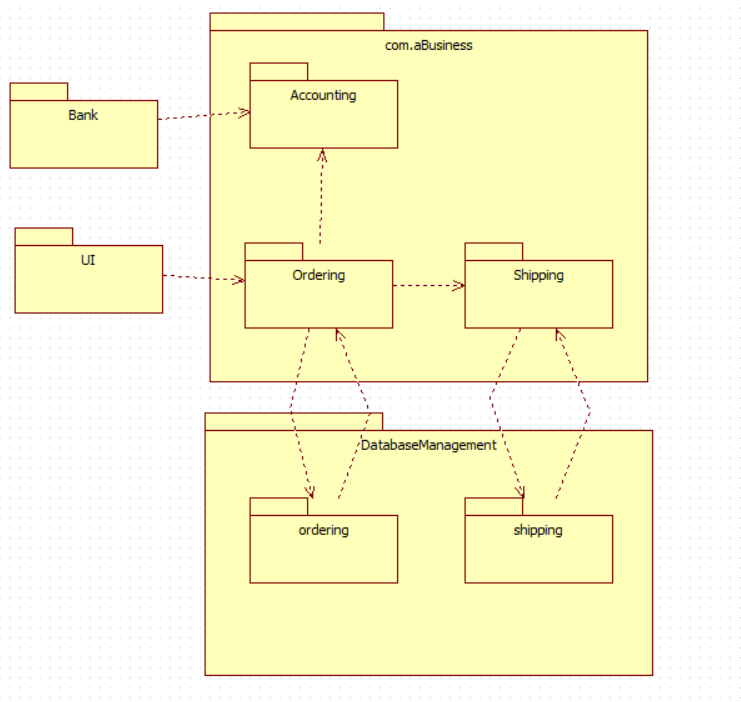 com.aBusiness
Accounting
Bank
UI
Ordering
Shipping
DatabaseManagement
ordering
shipping